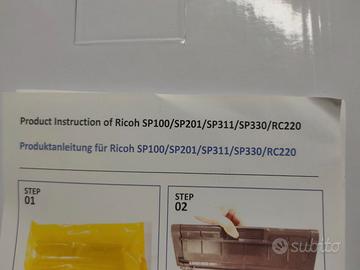 Product Instruction of Ricoh SP100/SP201/SP311/SP330/RC220
Produktanleitung für Ricoh SP100/SP201/SP311/SP330/RC220
STEP
01
STEP
02
subito